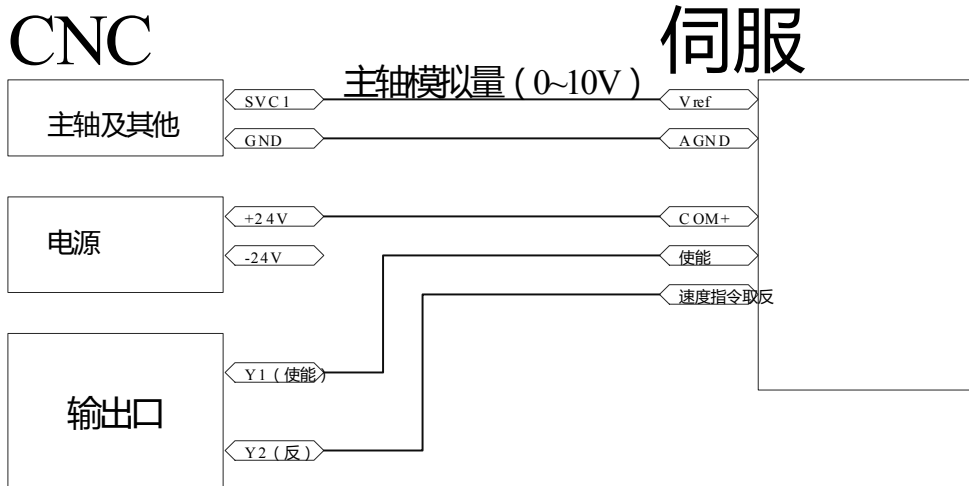 CNC
伺服
主轴模拟量（0~10V）
主轴及其他
SVC1
Vref
GND
AGND
电源
+24V
COM+
-24V
使能
速度指令取反
输出口
Y1（使能）
Y2（反）